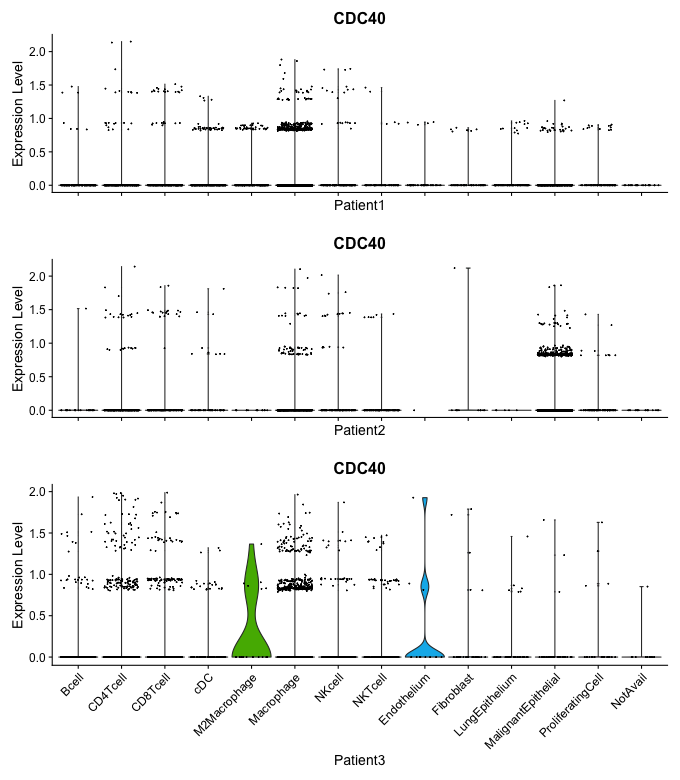 CDC40
Expression Level
2.0
1.5
1.0
0.5
0.0
Patient1
CDC40
Expression Level
2.0
1.5
1.0
0.5
0.0
Patient2
CDC40
Expression Level
2.0
1.5
1.0
0.5
0.0
Bcell
CD4Tcell
CD8Tcell
cDC
M2Macrophage
Macrophage
NKcell
NKTcell
Endothelium
Fibroblast
LungEpithelium
MalignantEpithelial
ProliferatingCell
NotAvail
Patient3